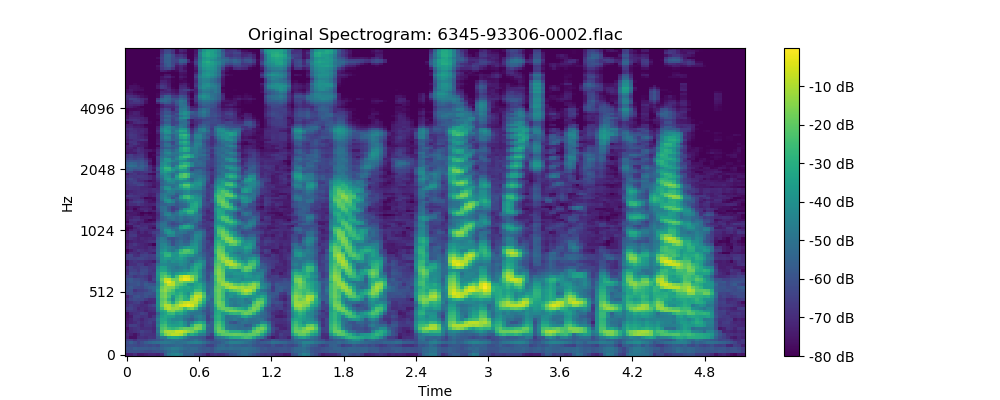 Original Spectrogram: 6345-93306-0002.flac
Hz
4096
2048
1024
512
0
0 0.6 1.2 1.8 2.4 3 3.6 4.2 4.8
Time
-10 dB
-20 dB
-30 dB
-40 dB
-50 dB
-60 dB
-70 dB
-80 dB